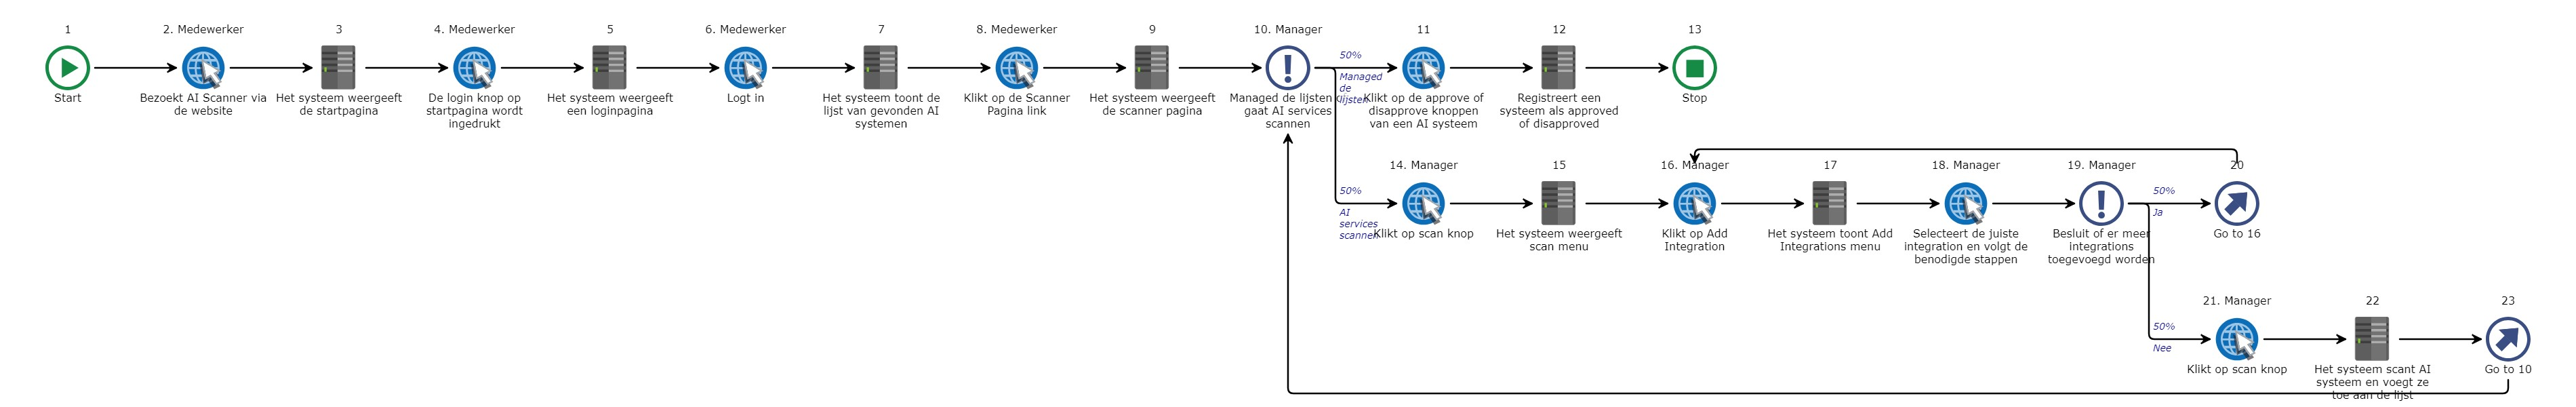 1
Start
2. Medewerker
Bezoekt AI Scanner via
de website
3
Het systeem weergeeft
de startpagina
4. Medewerker
De login knop op
startpagina wordt
ingedrukt
5
Het systeem weergeeft
een loginpagina
6. Medewerker
Logt in
7
Het systeem toont de
lijst van gevonden AI
systemen
8. Medewerker
Klikt op de Scanner
Pagina link
9
Het systeem weergeeft
de scanner pagina
10. Manager
Managed de lijsten
gaat AI services
scannen
50%
Managed
de
lijsten
11
Klikt op de approve of
disapprove knoppen
van een AI systeem
12
Registreert een
systeem als approved
of disapproved
13
Stop
50%
AI
services
scannen
14. Manager
Klikt op scan knop
15
Het systeem weergeeft
scan menu
16. Manager
Klikt op Add
Integration
17
Het systeem toont Add
Integrations menu
18. Manager
Selecteert de juiste
integration en volgt de
benodigde stappen
19. Manager
Besluit of er meer
integrations
toegevoegd worden
50%
Ja
20
Go to 16
50%
Nee
21. Manager
Klikt op scan knop
22
Het systeem scant AI
systeem en voegt ze
toe aan de lijst
23
Go to 10